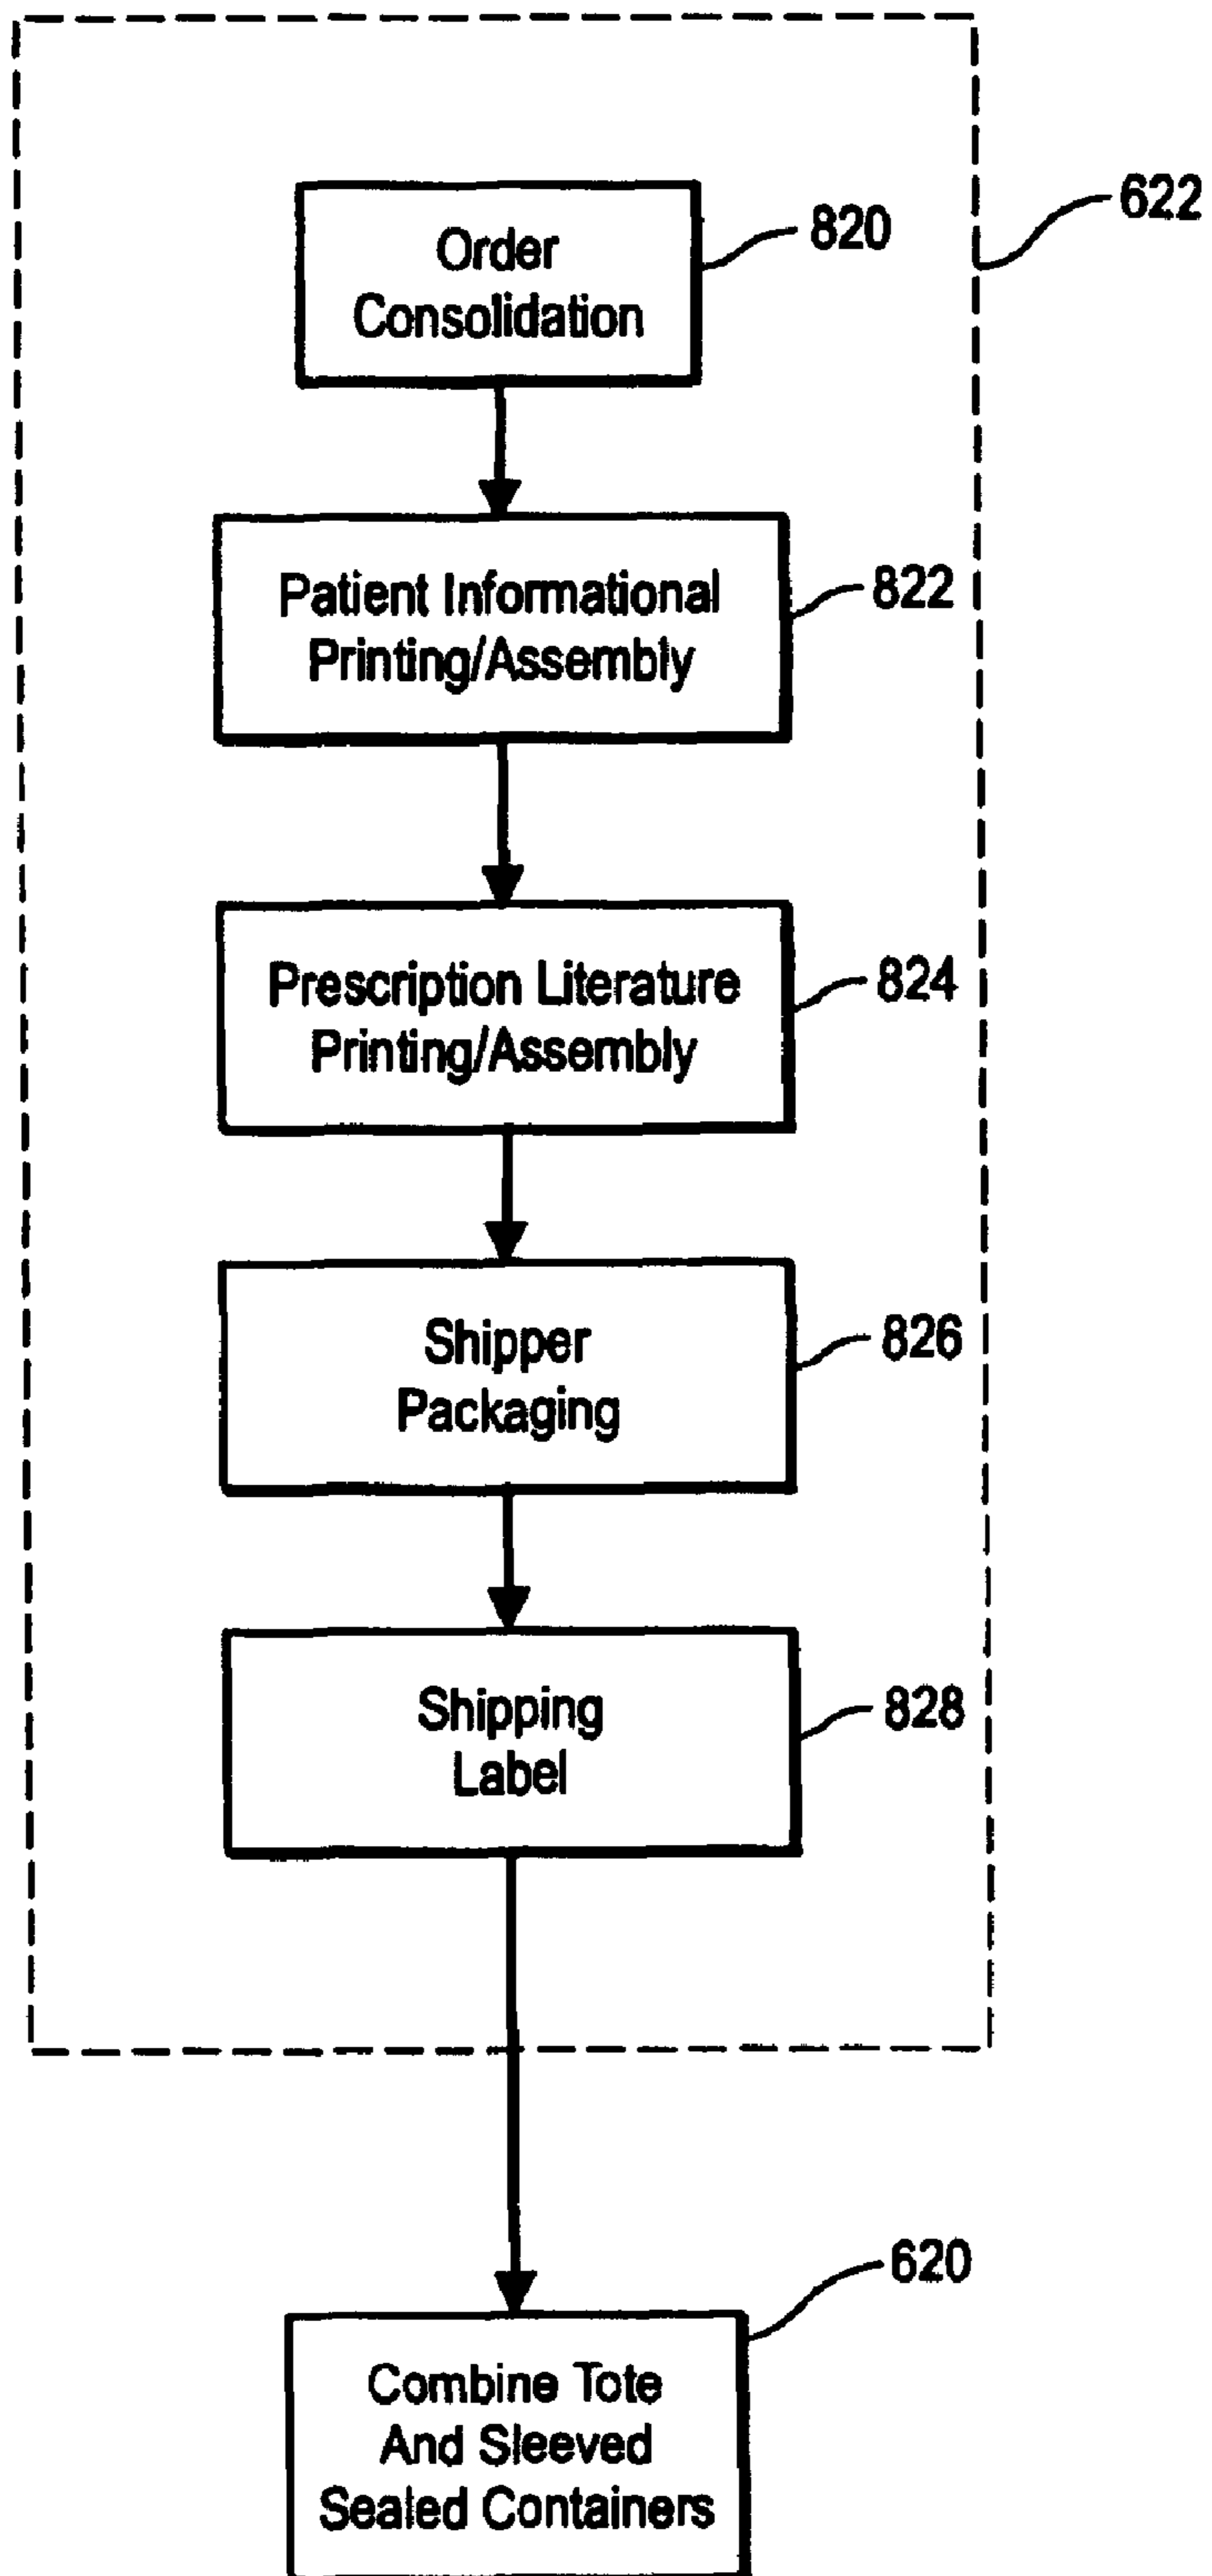 622
Order
Consolidation
820
Patient Informational
Printing/Assembly
822
Prescription Literature
Printing/Assembly
824
Shipper
Packaging
826
Shipping
Label
828
620
Combine Tote
And Sleeved
Sealed Containers